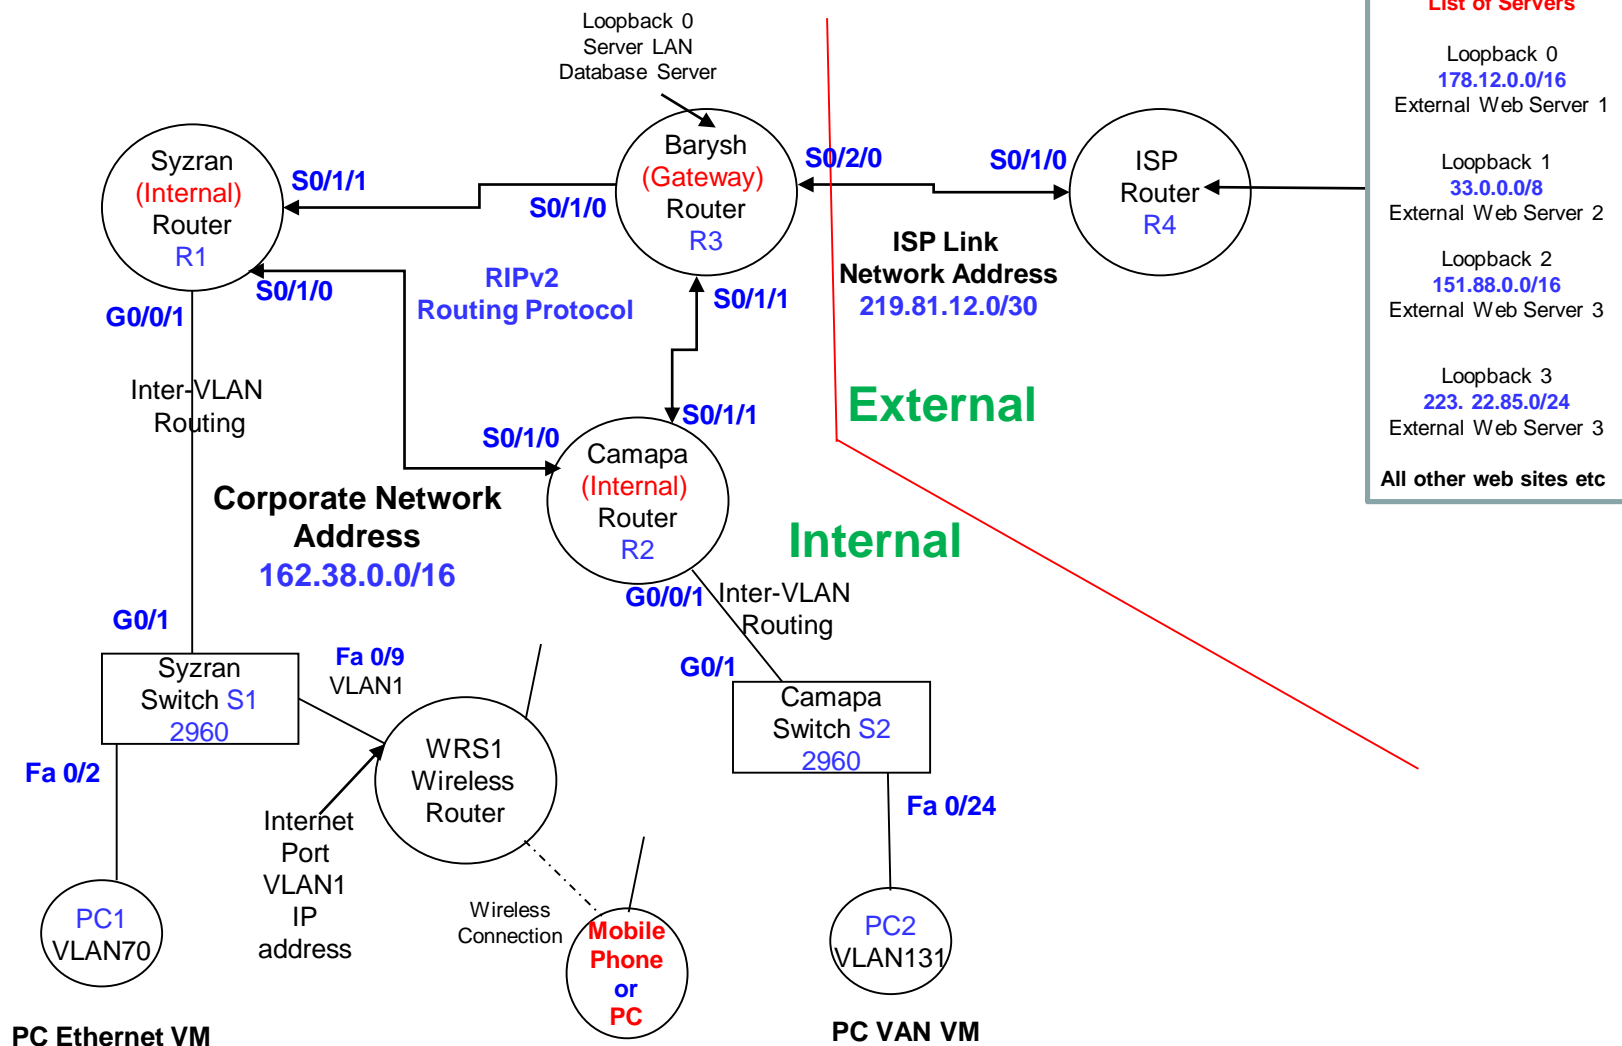 List of Servers
Loopback 0
178.12.0.0/16
External Web Server 1
Loopback 1
33.0.0.0/8
External Web Server 2
Loopback 2
151.88.0.0/16
External Web Server 3
Loopback 3
223. 22.85.0/24
External Web Server 3
All other web sites etc
Loopback 0
Server LAN
Database Server
Syzran
(Internal)
Router
R1
S0/1/1
S0/1/0
G0/0/1
Barysh
(Gateway)
Router
R3
S0/1/0
S0/2/0
S0/1/1
S0/1/0
ISP
Router
R4
ISP Link
Network Address
219.81.12.0/30
RIPv2
Routing Protocol
Inter-VLAN
Routing
External
Internal
S0/1/0
S0/1/1
Camapa
(Internal)
Router
R2
G0/0/1
Inter-VLAN
Routing
Corporate Network
Address
162.38.0.0/16
G0/1
Syzran
Switch S1
2960
Fa 0/9
VLAN1
Fa 0/2
WRS1
Wireless
Router
Internet
Port
VLAN1
IP
address
G0/1
Camapa
Switch S2
2960
Fa 0/24
PC1
VLAN70
PC Ethernet VM
Wireless
Connection
Mobile
Phone
or
PC
PC2
VLAN131
PC VAN VM